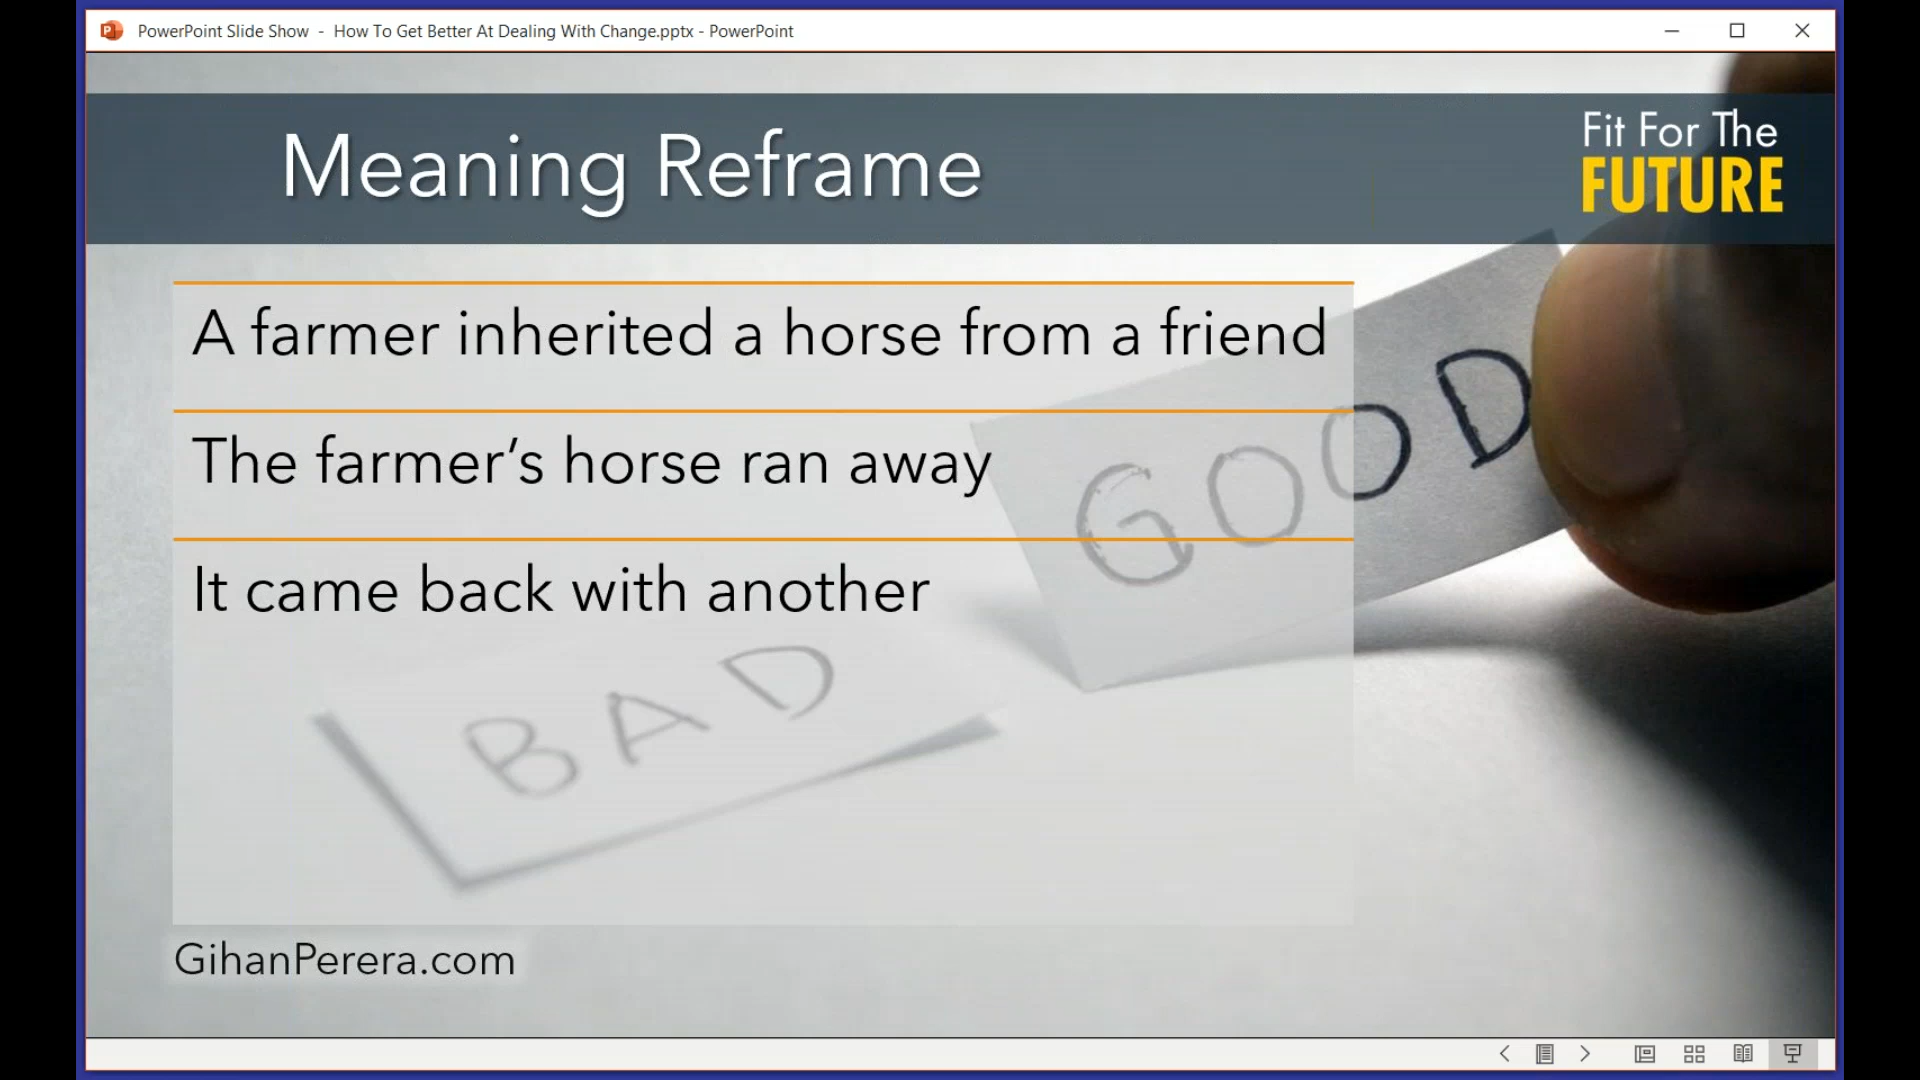 PowerPoint Slide Show - How To Get Better At Dealing With Change.pptx - PowerPoint
Meaning Reframe
Fit For The
FUTURE
A farmer inherited a horse from a friend
The farmer’s horse ran away
It came back with another
GOOD
BAD
GihanPerera.com